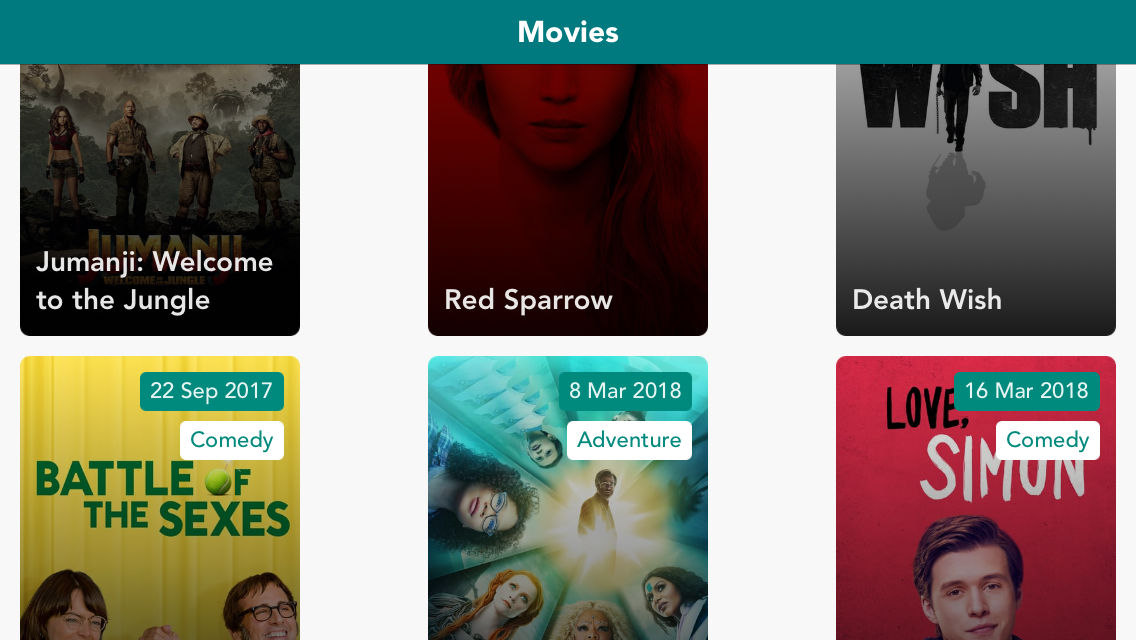 Movies
JUMANJI
WELCOME TO THE JUNGLE
Jumanji: Welcome
to the Jungle
Red Sparrow
WISH
Death Wish
22 Sep 2017
Comedy
BATTLE OF
THE SEXES
8 Mar 2018
Adventure
16 Mar 2018
Comedy
LOVE,
SIMON